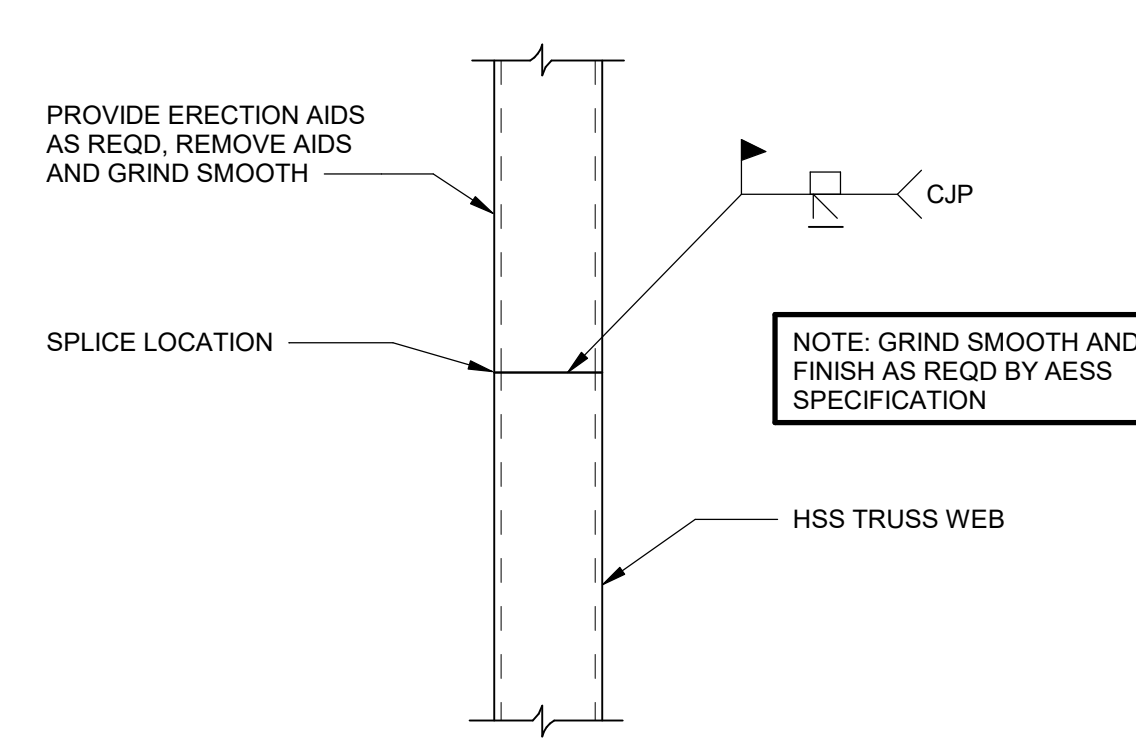 PROVIDE ERECTION AIDS
AS REQD, REMOVE AIDS
AND GRIND SMOOTH
CJP
SPLICE LOCATION
NOTE: GRIND SMOOTH AND
FINISH AS REQD BY AESS
SPECIFICATION
HSS TRUSS WEB